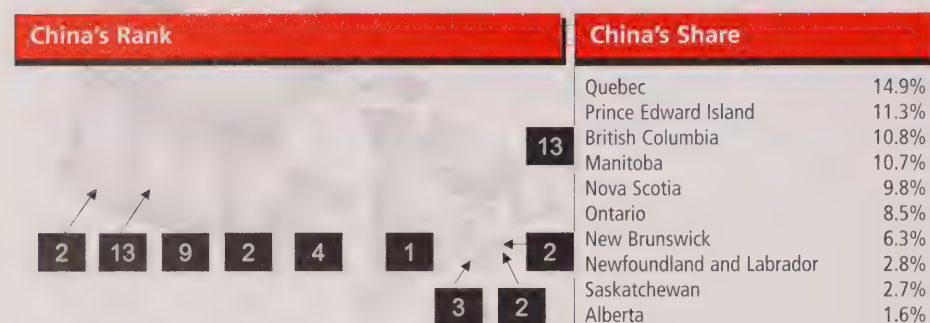 China's Rank
13
2 13 9 2 4 1 2
3 2
China's Share
Quebec 14.9%
Prince Edward Island 11.3%
British Columbia 10.8%
Manitoba 10.7%
Nova Scotia 9.8%
Ontario 8.5%
New Brunswick 6.3%
Newfoundland and Labrador 2.8%
Saskatchewan 2.7%
Alberta 1.6%